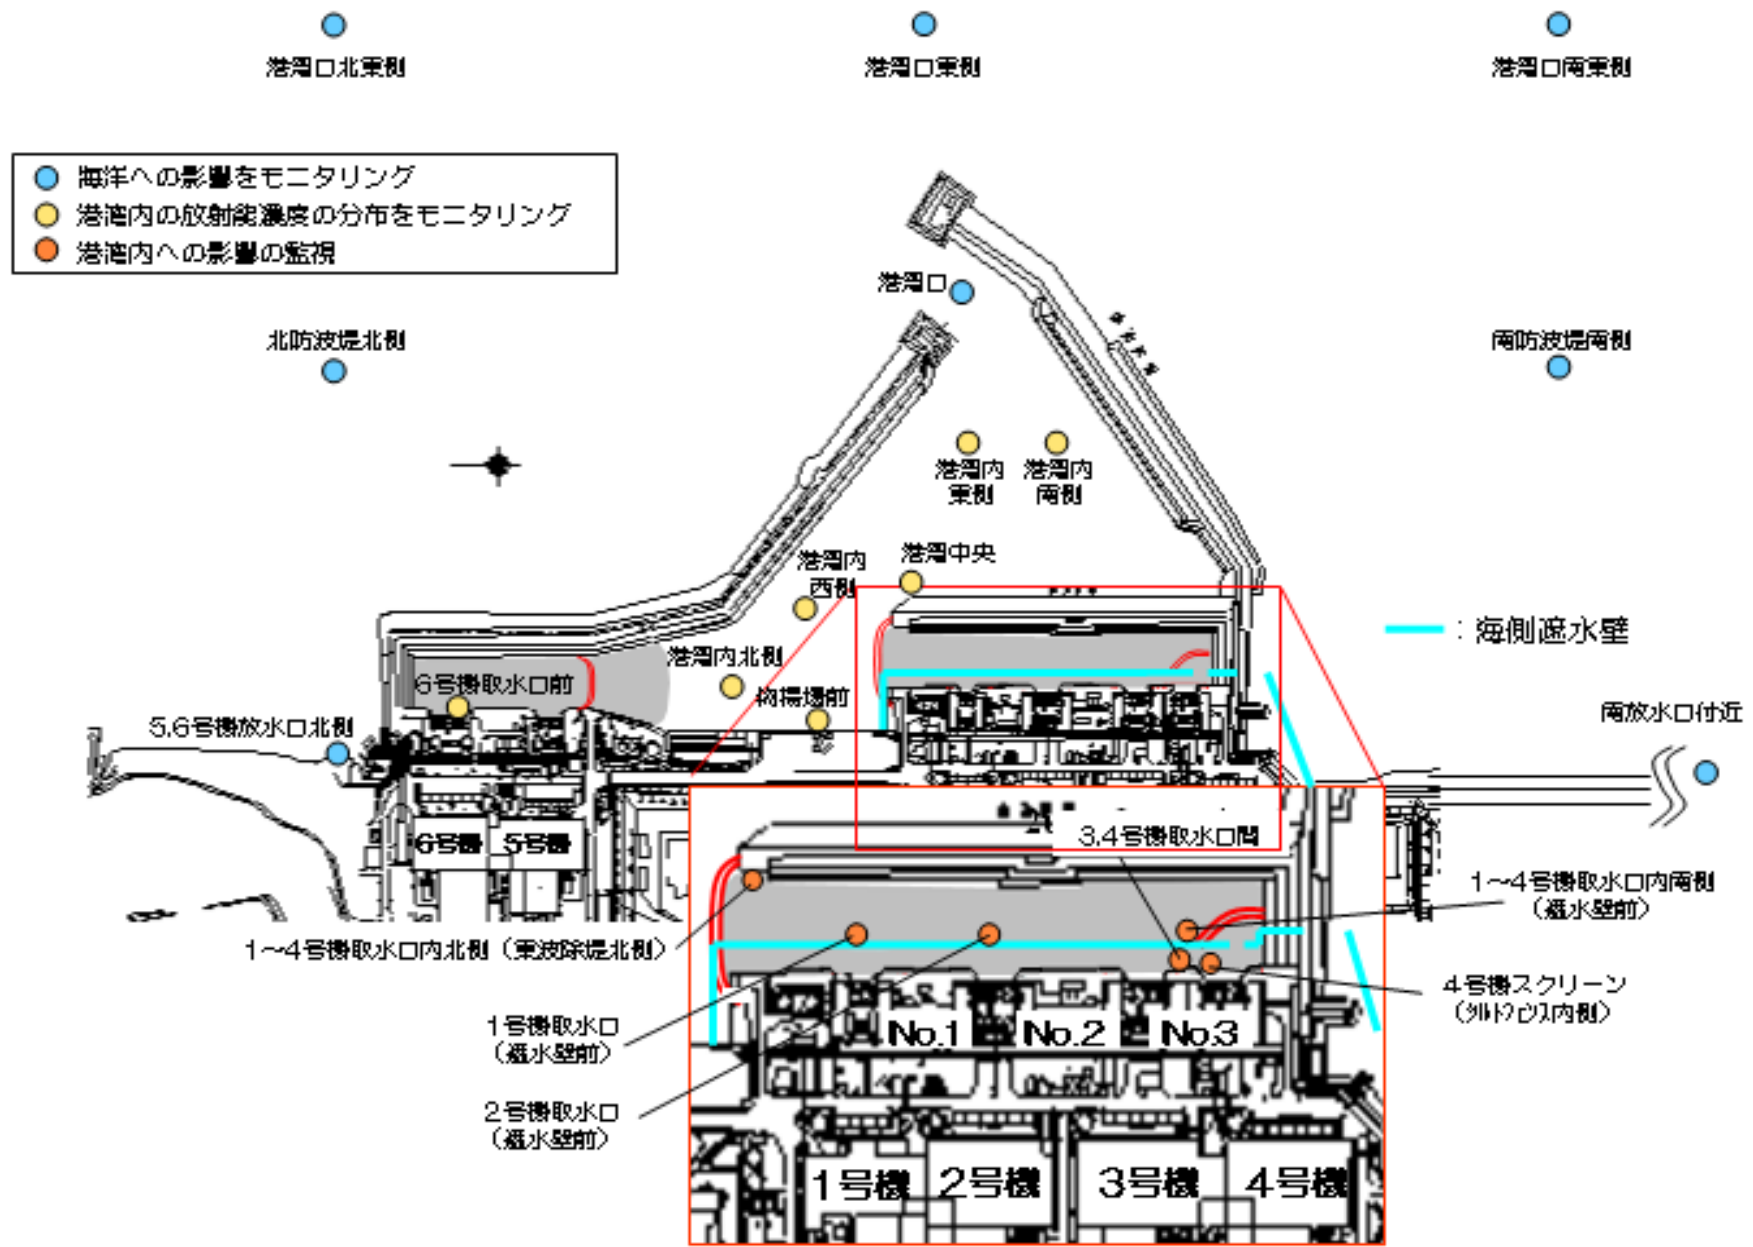 港湾口北東側
港湾口東側
港湾口南東側
海洋への影響をモニタリング
港湾内の放射能濃度の分布をモニタリング
港湾内への影響の監視
港湾口
北防波堤北側
南防波堤南側
港湾内
東側
港湾内
南側
港湾内
西側
港湾中央
：海側遮水壁
港湾内北側
6号機取水口前
物揚場前
5,6号機放水口北側
南放水口付近
6号機
5号機
3,4号機取水口間
1〜4号機取水口内南側
（遮水壁前）
1〜4号機取水口内北側（東波除堤北側）
4号機スクリーン
（シルトフェンス内側）
1号機取水口
（遮水壁前）
No.1
No.2
No.3
2号機取水口
（遮水壁前）
1号機
2号機
3号機
4号機